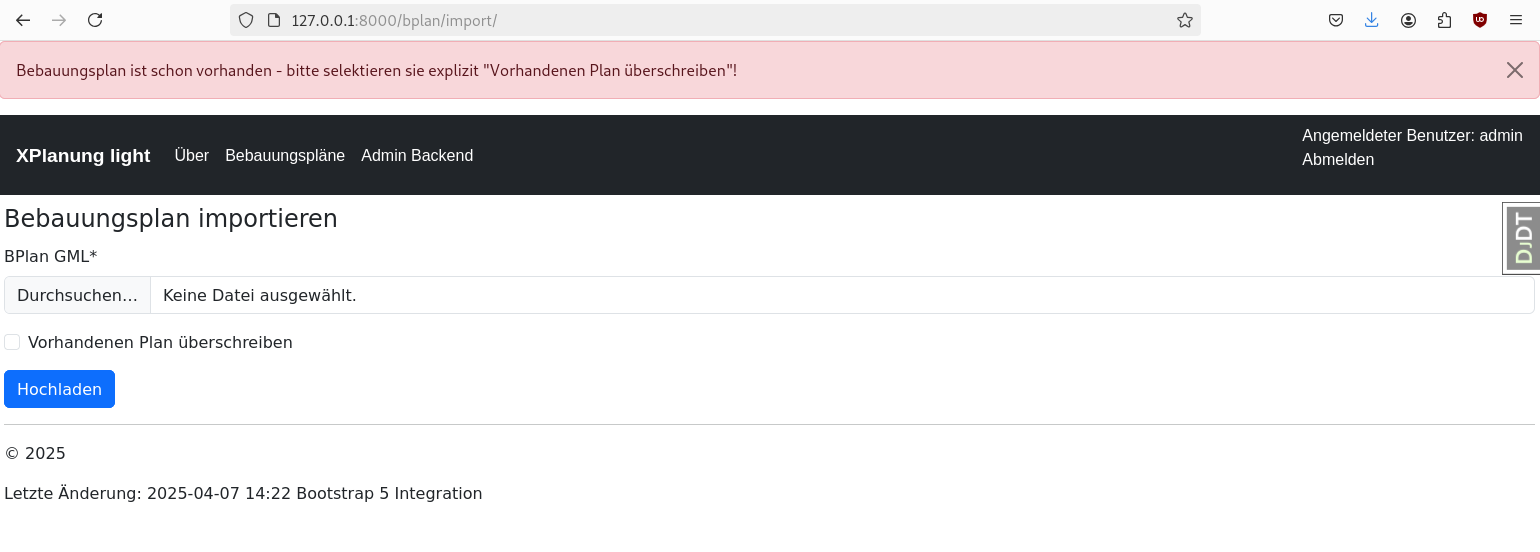 127.0.0.1:8000/bplan/import/
Bebauungsplan ist schon vorhanden - bitte selektieren sie explizit "Vorhandenen Plan überschreiben"!
XPlanung light Über Bebauungspläne Admin Backend
Angemeldeter Benutzer: admin
Abmelden
Bebauungsplan importieren
DJDT
BPlan GML*
Durchsuchen... Keine Datei ausgewählt.
Vorhandenen Plan überschreiben
Hochladen
© 2025
Letzte Änderung: 2025-04-07 14:22 Bootstrap 5 Integration